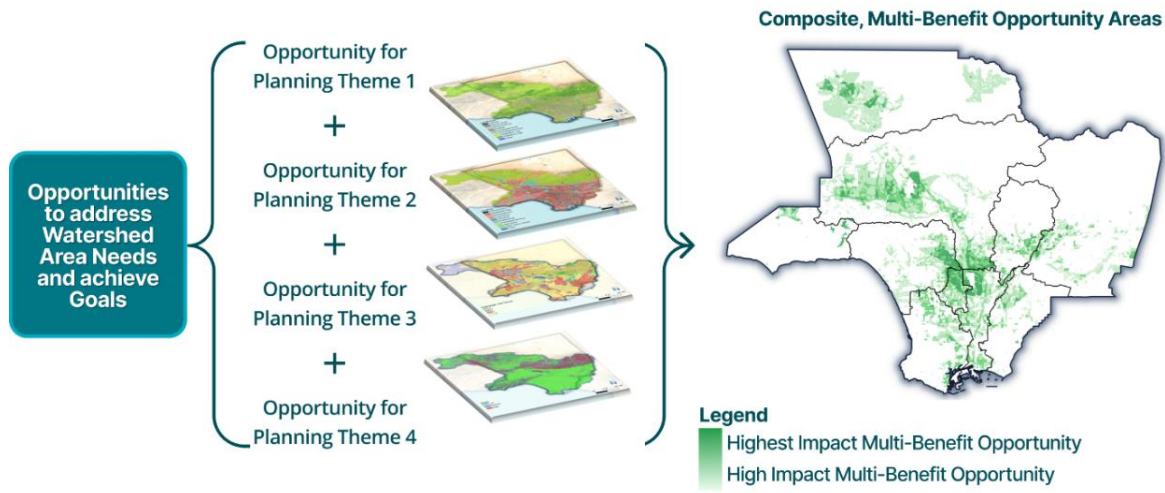 Composite, Multi-Benefit Opportunity Areas
Opportunities
to address
Watershed
Area Needs
and achieve
Goals
Opportunity for
Planning Theme 1
+
Opportunity for
Planning Theme 2
+
Opportunity for
Planning Theme 3
+
Opportunity for
Planning Theme 4
Legend
Highest Impact Multi-Benefit Opportunity
High Impact Multi-Benefit Opportunity